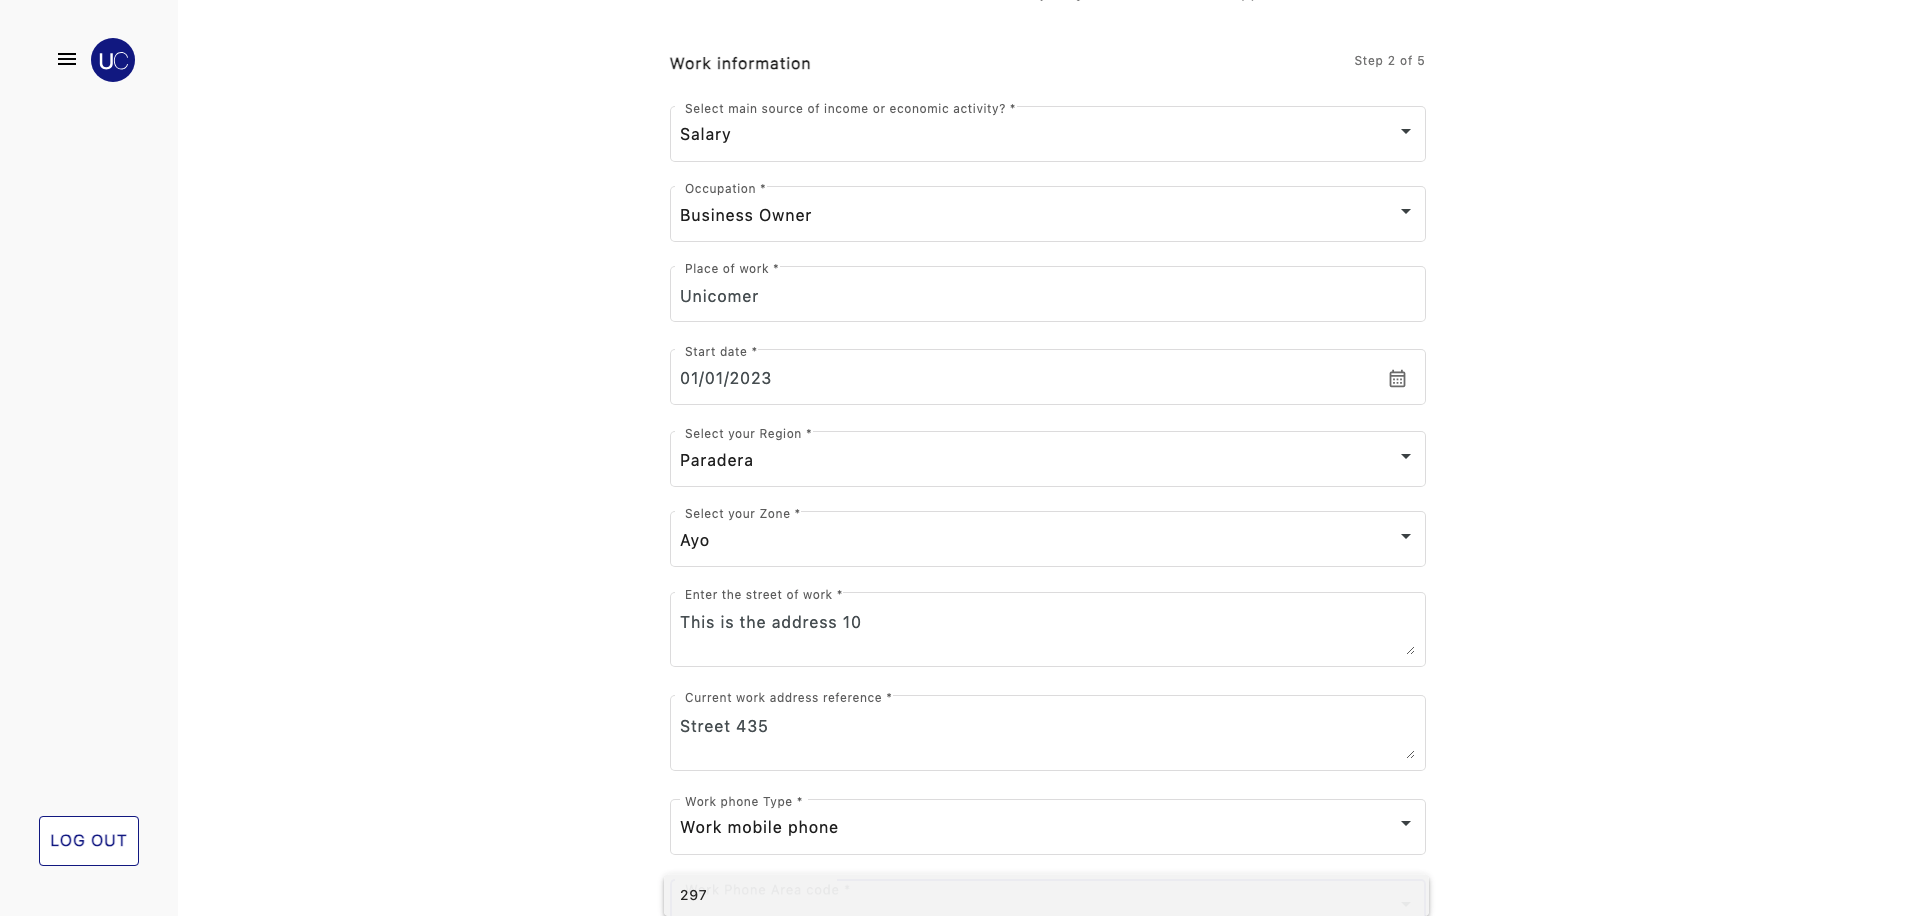 UC
Work information
Step 2 of 5
Select main source of income or economic activity? *
Salary
Occupation *
Business Owner
Place of work *
Unicomer
Start date *
01/01/2023
Select your Region *
Paradera
Select your Zone *
Ayo
Enter the street of work *
This is the address 10
Current work address reference *
Street 435
Work phone Type *
Work mobile phone
Phone Area code *
297
LOG OUT